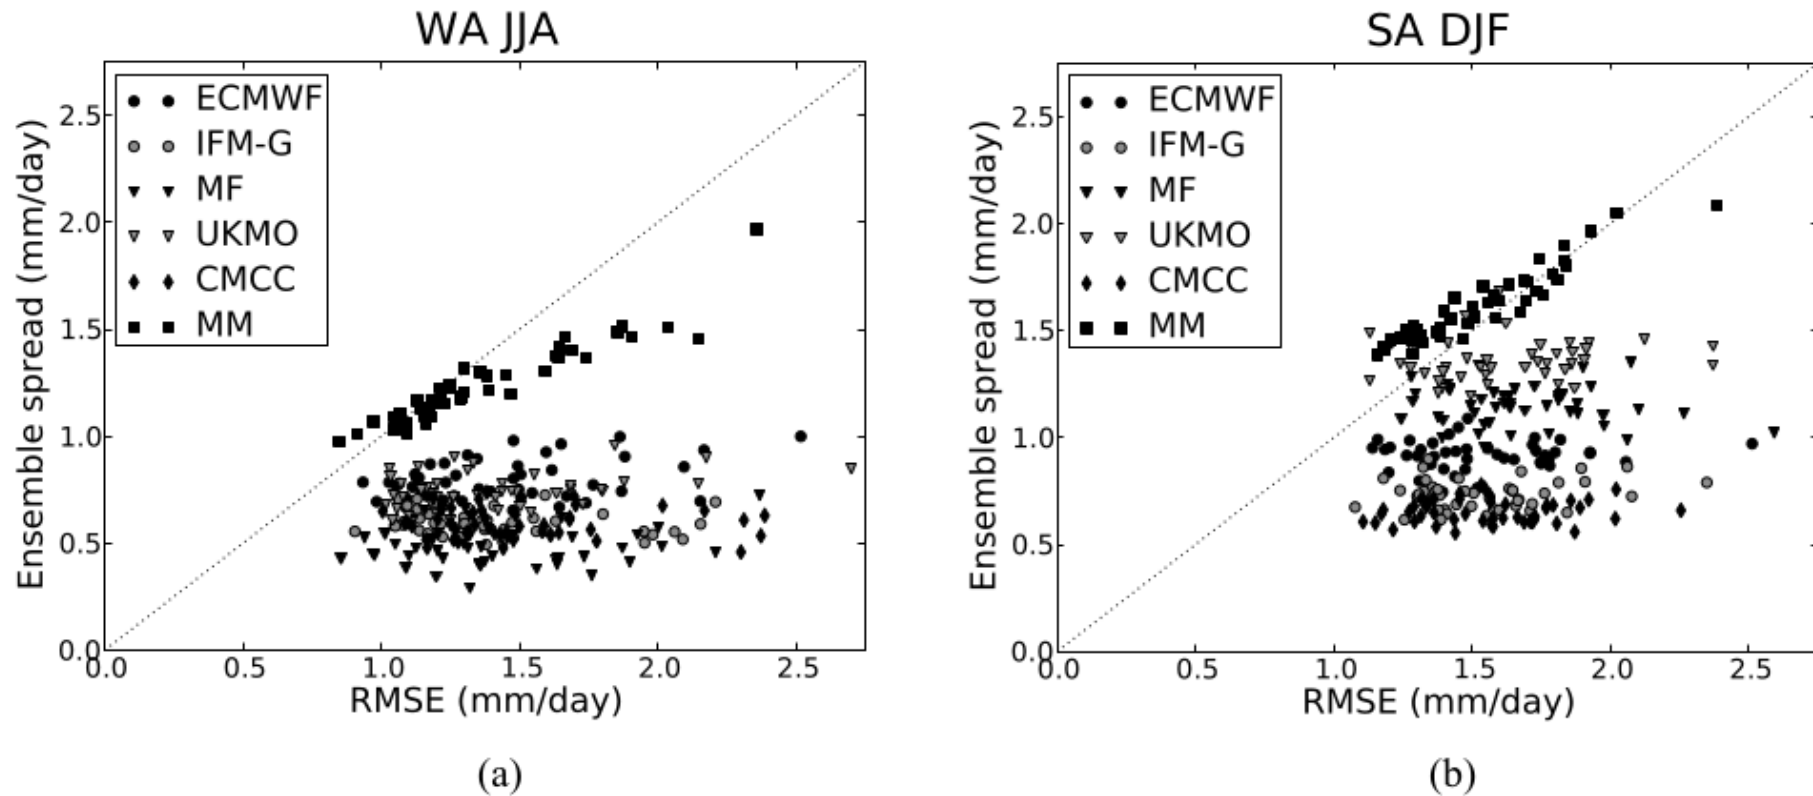 WA JJA
Ensemble spread (mm/day)
2.5
2.0
1.5
1.0
0.5
0.0
ECMWF
IFM-G
MF
UKMO
CMCC
MM
0.0 0.5 1.0 1.5 2.0 2.5
RMSE (mm/day)
(a)
SA DJF
Ensemble spread (mm/day)
2.5
2.0
1.5
1.0
0.5
0.0
ECMWF
IFM-G
MF
UKMO
CMCC
MM
0.0 0.5 1.0 1.5 2.0 2.5
RMSE (mm/day)
(b)